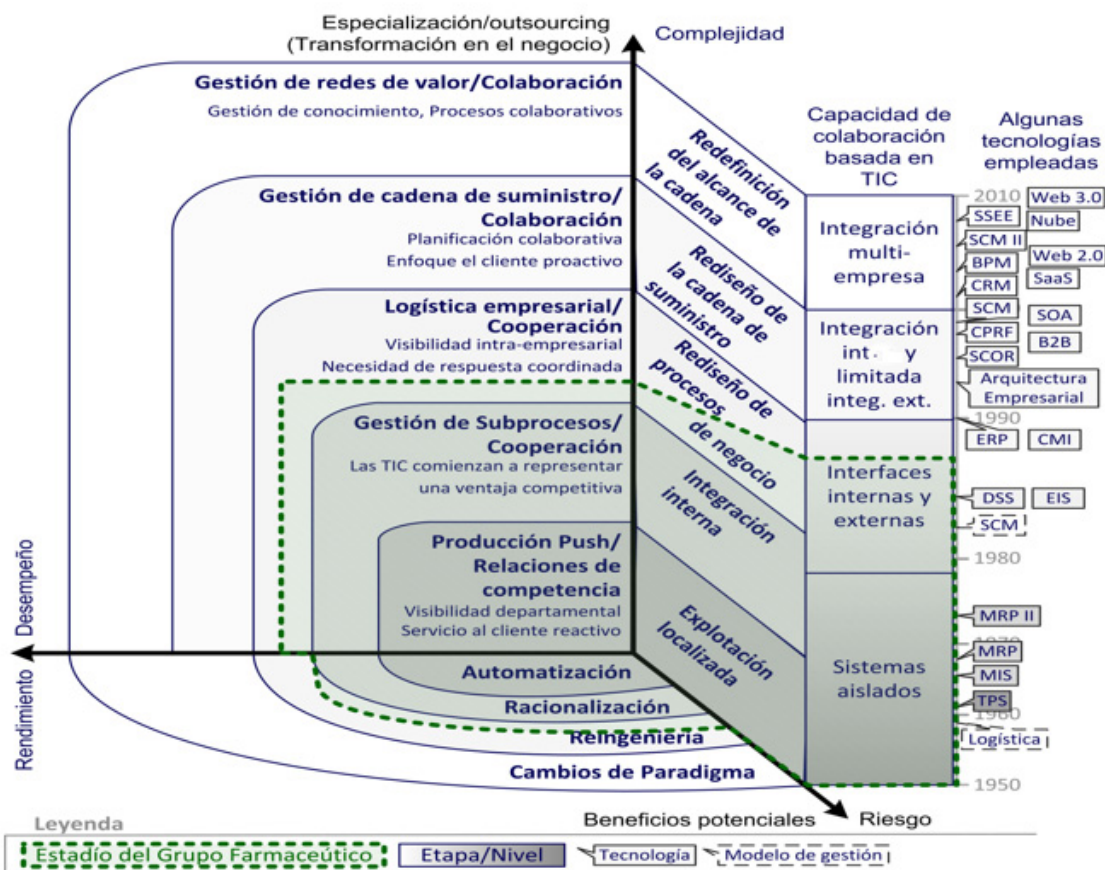 Especialización/outsourcing
(Transformación en el negocio)
Complejidad
Gestión de redes de valor/Colaboración
Gestión de conocimiento, Procesos colaborativos
Gestión de cadena de suministro/
Colaboración
Planificación colaborativa
Enfoque el cliente proactivo
Logística empresarial/
Cooperación
Visibilidad intra-empresarial
Necesidad de respuesta coordinada
Gestión de Subprocesos/
Cooperación
Las TIC comienzan a representar
una ventaja competitiva
Producción Push/
Relaciones de
competencia
Visibilidad departamental
Servicio al cliente reactivo
Automatización
Racionalización
Reingeniería
Cambios de Paradigma
Rendimiento Desempeño
Redefinición
del alcance de
la cadena
Rediseño de
la cadena de
suministro
Rediseño de
procesos
de negocio
Integración
interna
Explotación
localizada
Capacidad de
colaboración
basada en
TIC
Integración
multi-
empresa
Integración
int. y
limitada
integ. ext.
Interfaces
internas y
externas
Sistemas
aislados
Algunas
tecnologías
empleadas
2010
Web 3.0
SSEE
Nube
SCM II
Web 2.0
BPM
SaaS
CRM
SCM
SOA
CPRF
B2B
SCOR
Arquitectura
Empresarial
1990
ERP
CMI
DSS
EIS
SCM
1980
MRP II
1970
MRP
MIS
TPS
1960
Logística
1950
Beneficios potenciales
Riesgo
Leyenda
Estadío del Grupo Farmaceútico
Etapa/Nivel
Tecnología
Modelo de gestión